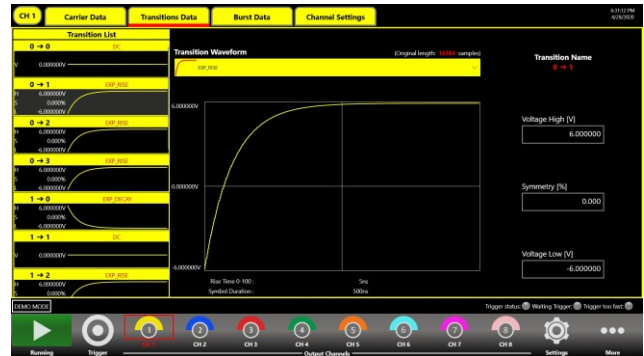 CH 1 Carrier Data Transitions Data Burst Data Channel Settings 6:31:12 PM
4/28/2020
Transition List
0 → 0 DC
V 0.000000V
0 → 1 EXP_RISE
H 6.000000V
S 0.000%
L -6.000000V
0 → 2 EXP_RISE
H 6.000000V
S 0.000%
L -6.000000V
0 → 3 EXP_RISE
H 6.000000V
S 0.000%
L -6.000000V
1 → 0 EXP_DECAY
H 6.000000V
S 0.000%
L -6.000000V
1 → 1 DC
V 0.000000V
1 → 2 EXP_RISE
H 6.000000V
S 0.000%
Transition Waveform (Original length: 16384 samples)
EXP_RISE
6.000000V
0.000000V
-6.000000V
Rise Time 0-100 : 5ns
Symbol Duration : 500ns
Transition Name
0 → 1
Voltage High [V]
6.000000
Symmetry [%]
0.000
Voltage Low [V]
-6.000000
DEMO MODE Trigger status: Waiting Trigger: Trigger too fast:
1 2 3 4 5 6 7 8
Running Trigger CH 1 CH 2 CH 3 CH 4 CH 5 CH 6 CH 7 CH 8 Settings More
Output Channels